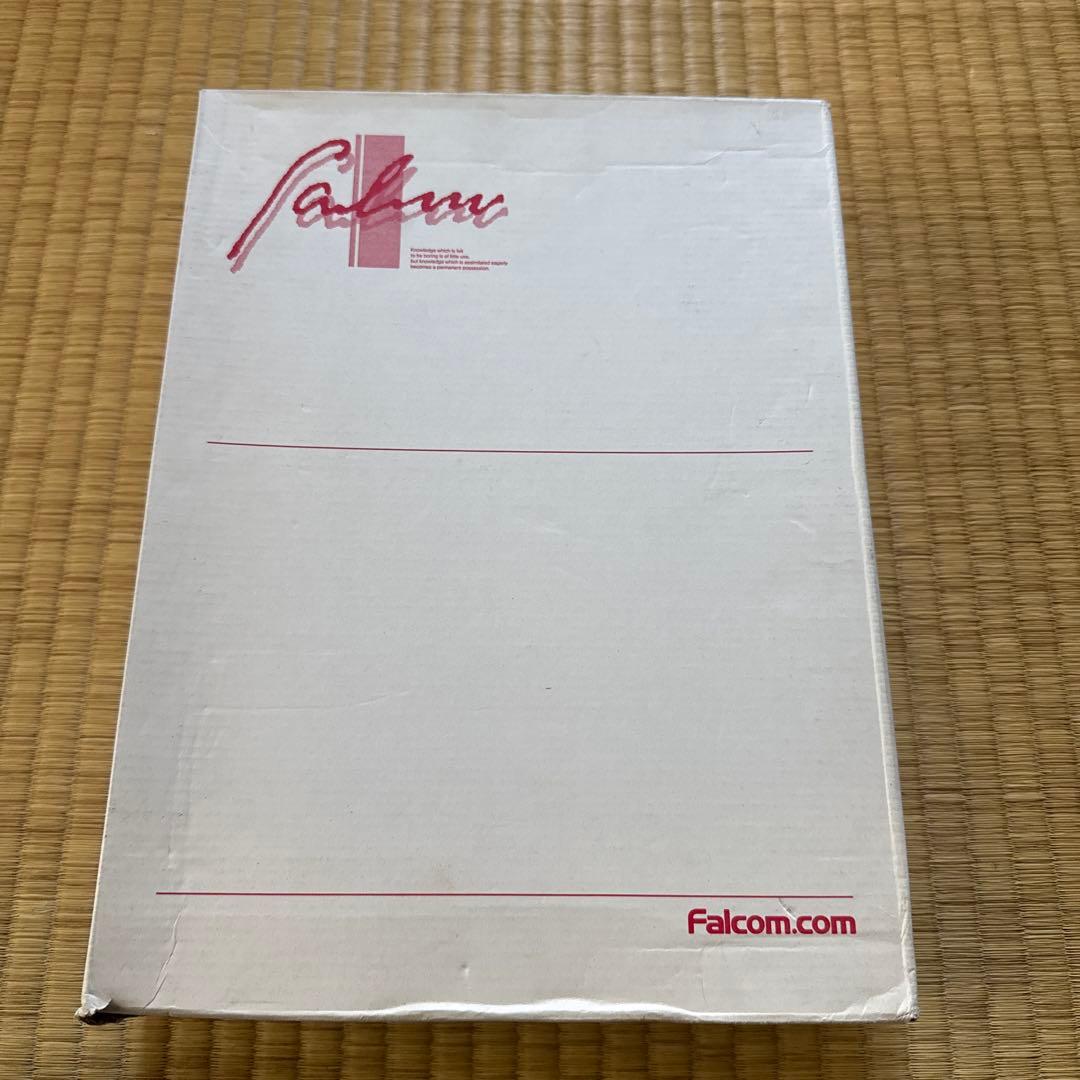 Falcom
Knowledge which is felt
to be boring is of little use,
but knowledge which is assimilated eagerly
becomes a permanent possession.
Falcom.com